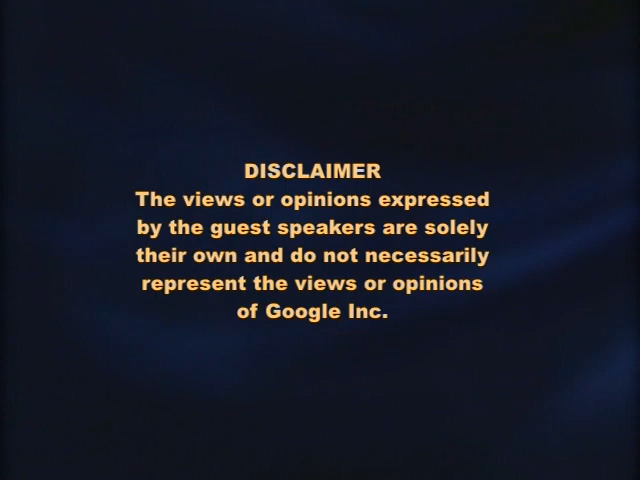 DISCLAIMER
The views or opinions expressed
by the guest speakers are solely
their own and do not necessarily
represent the views or opinions
of Google Inc.